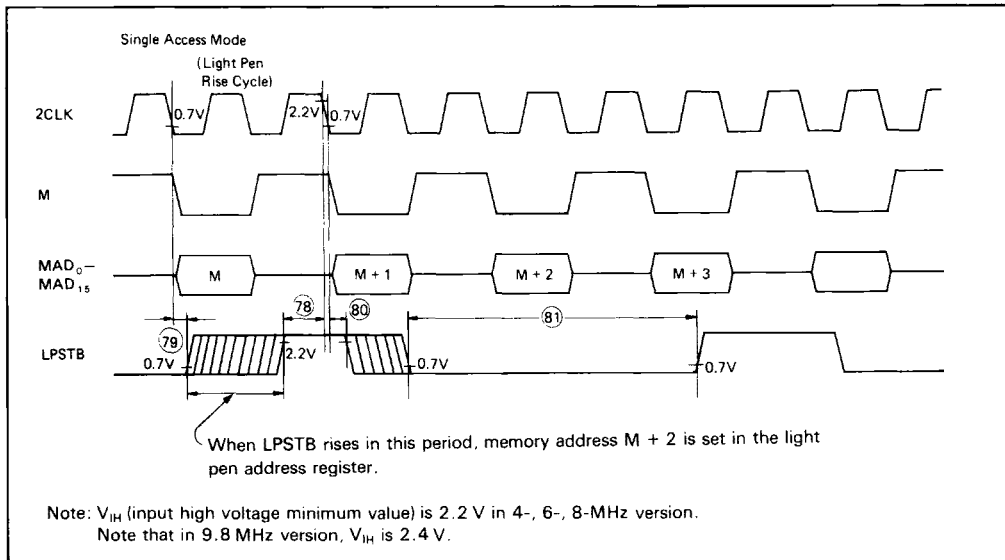 Single Access Mode
(Light Pen
Rise Cycle)
2CLK
0.7V
2.2V
0.7V
M
MAD₀–
MAD₁₅
M
M + 1
M + 2
M + 3
78
80
81
79
LPSTB
0.7V
2.2V
0.7V
0.7V
When LPSTB rises in this period, memory address M + 2 is set in the light
pen address register.
Note: V_IH (input high voltage minimum value) is 2.2 V in 4-, 6-, 8-MHz version.
Note that in 9.8 MHz version, V_IH is 2.4 V.